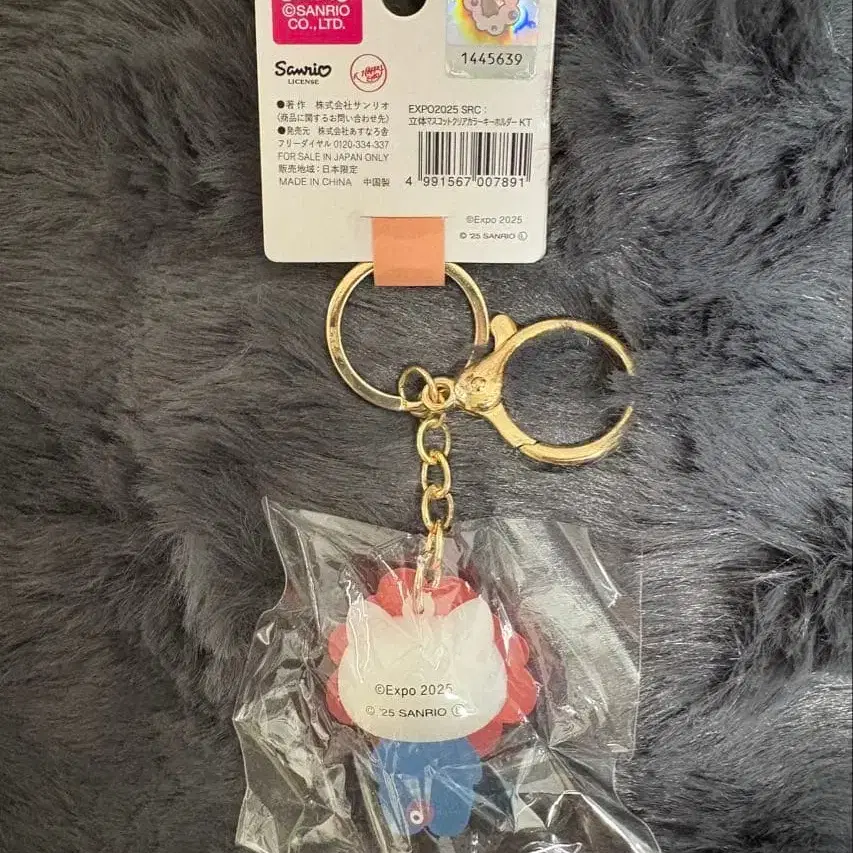 ©SANRIO
CO., LTD.
1445639
Sanrio
LICENSE
●著作 株式会社サンリオ
(商品に関するお問い合わせ先)
●発売元 株式会社あすなろ舎
フリーダイヤル 0120-334-337
FOR SALE IN JAPAN ONLY
販売地域：日本限定
MADE IN CHINA 中国製
EXPO2025 SRC：
立体マスコットクリアカラーキーホルダー KT
4 991567 007891
©Expo 2025
© '25 SANRIO Ⓛ
©Expo 2025
© '25 SANRIO Ⓛ